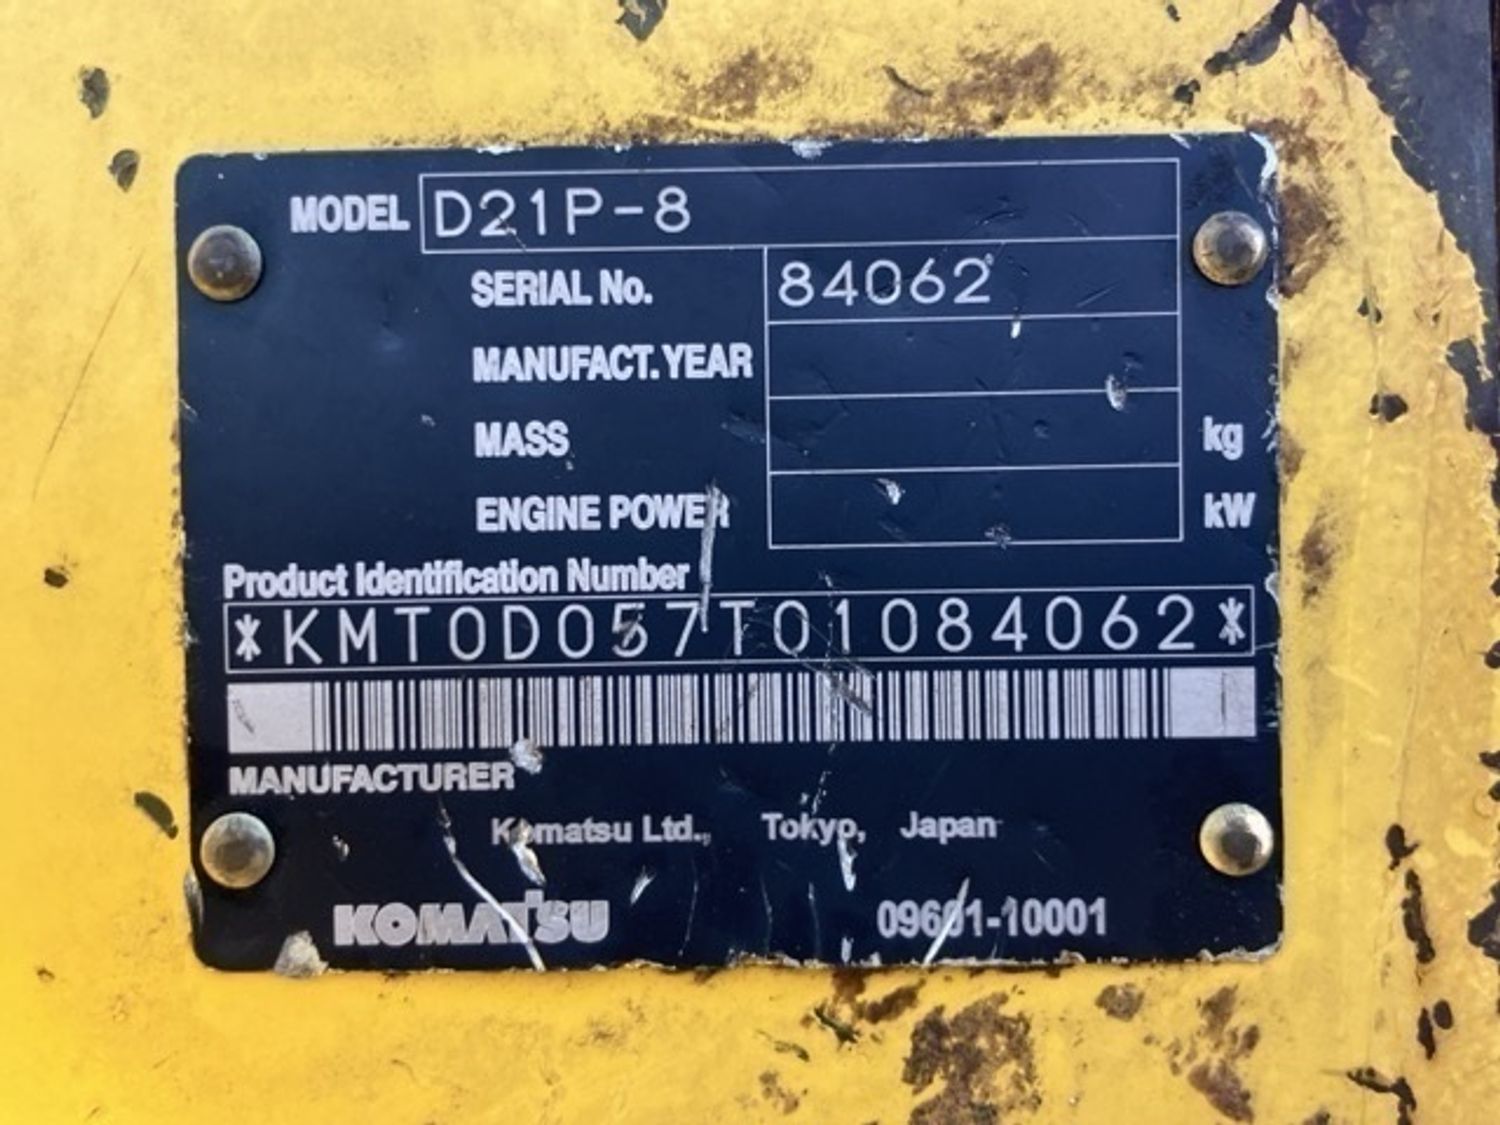 MODEL D21P-8
SERIAL No. 84062
MANUFACT. YEAR
MASS kg
ENGINE POWER kW
Product Identification Number
*KMT0D057T01084062*
MANUFACTURER
Komatsu Ltd., Tokyo, Japan
KOMATSU 09601-10001